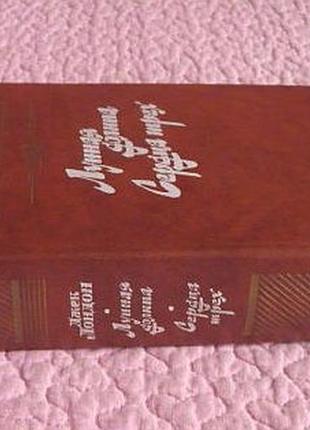 Лунная
долина
Сердца трех
Джек
Лондон
Лунная
долина
•
Сердца
трех